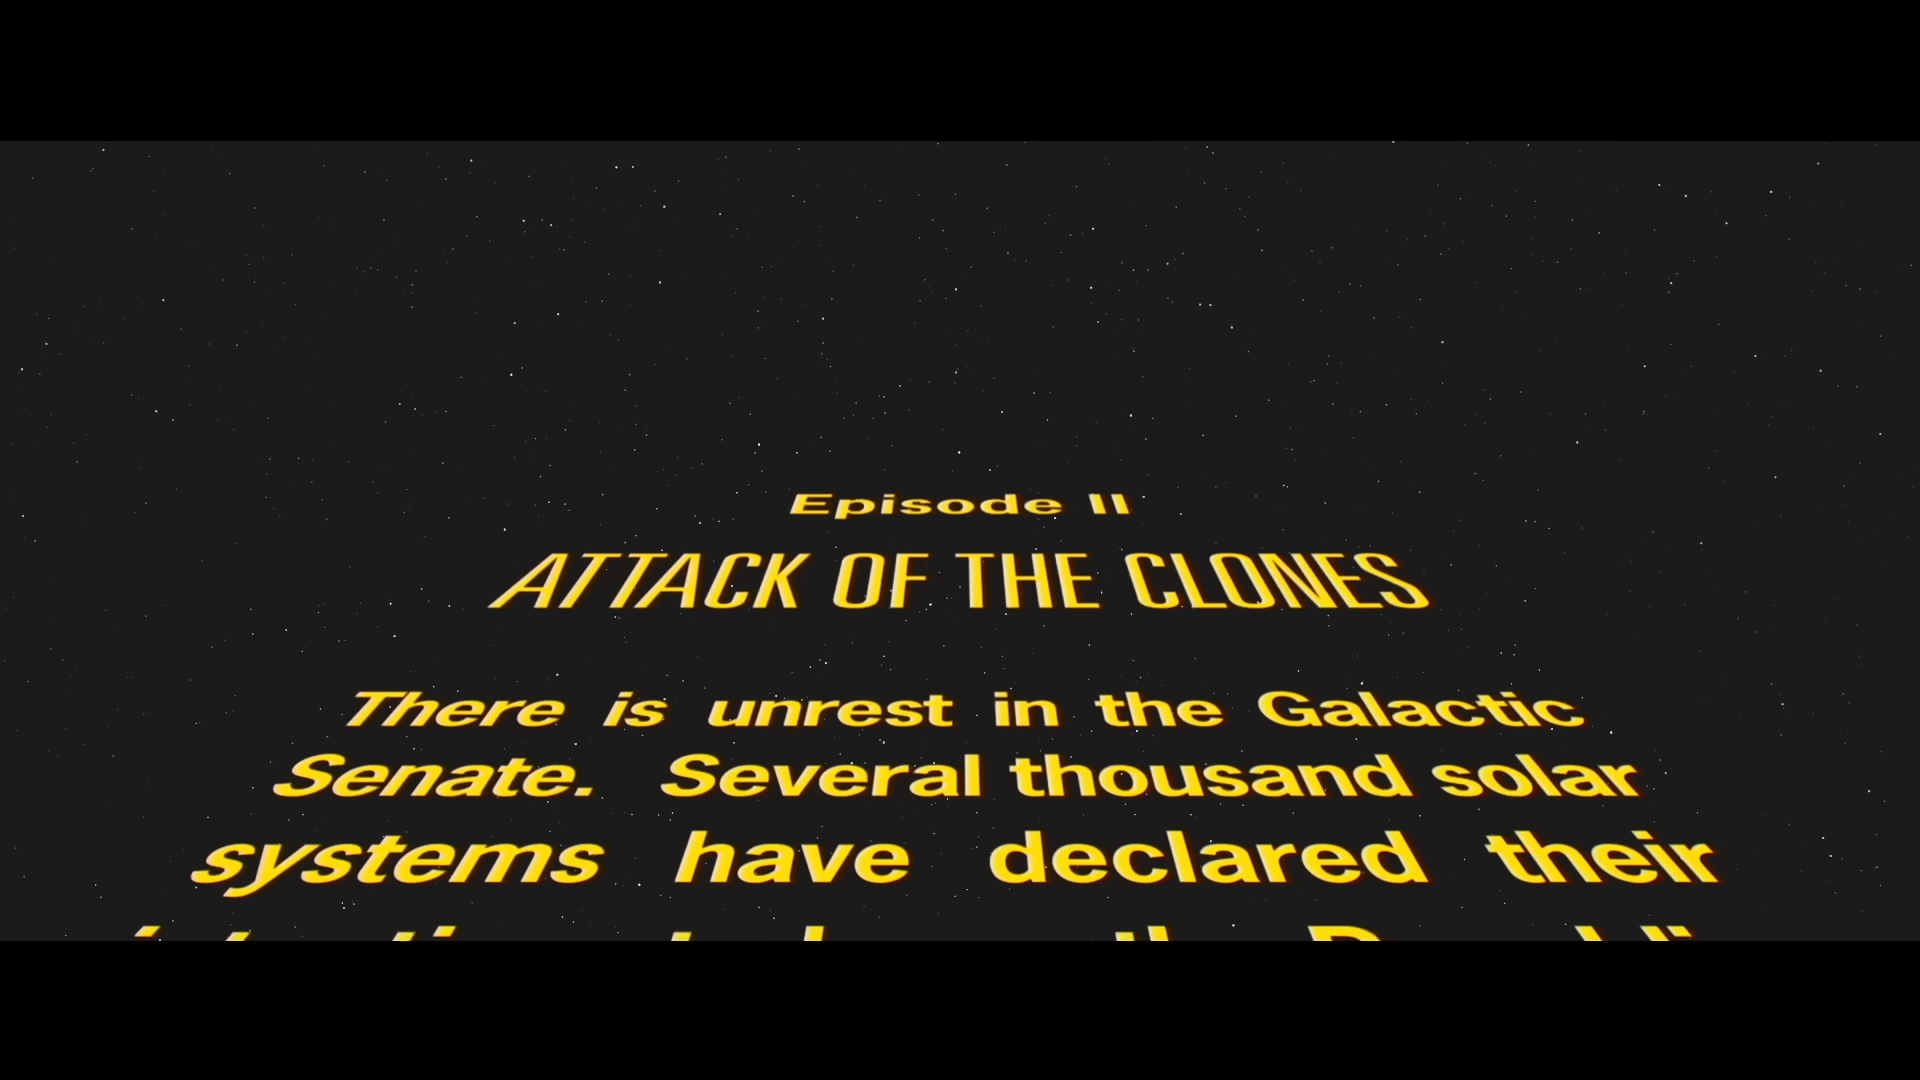 Episode II
ATTACK OF THE CLONES
There is unrest in the Galactic
Senate. Several thousand solar
systems have declared their